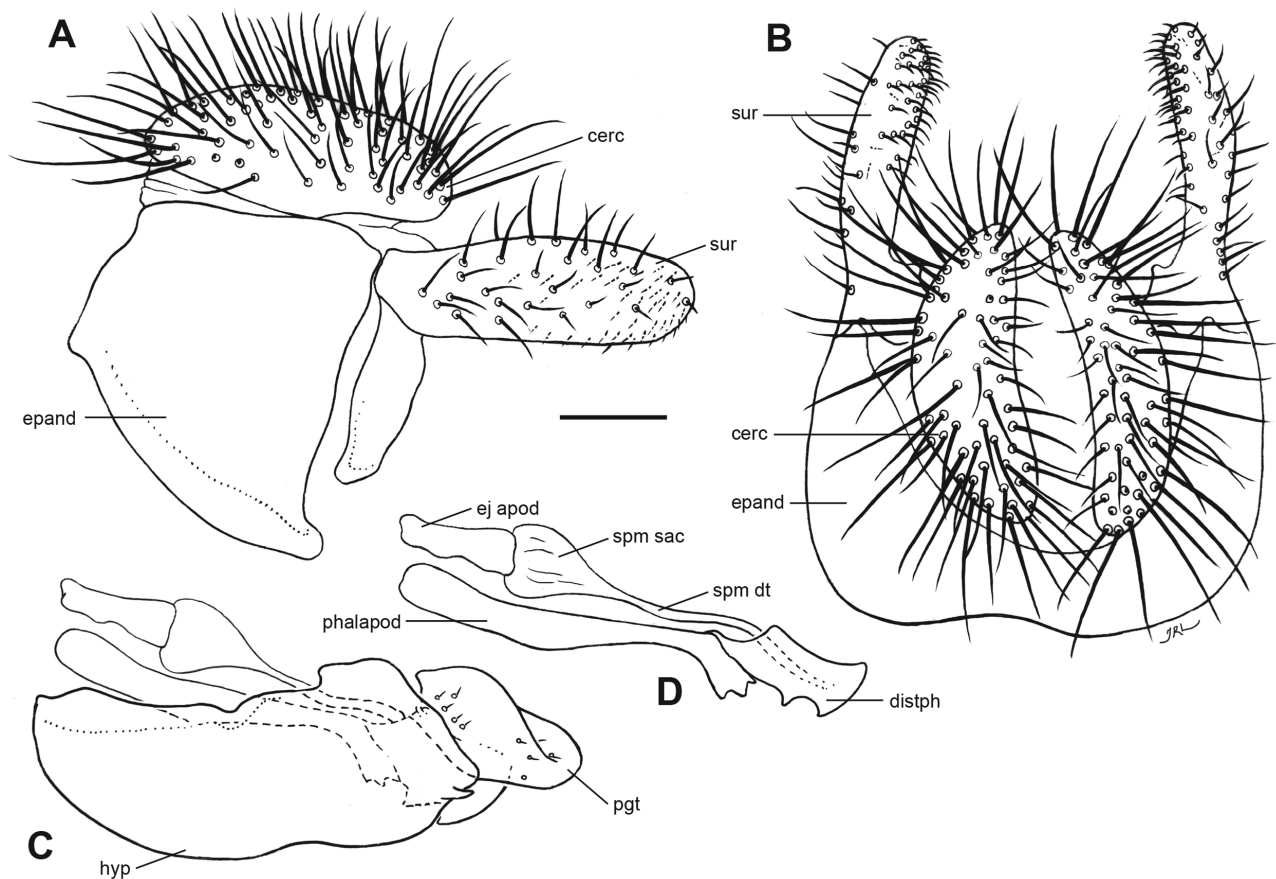 A
cerc
sur
epand
B
sur
cerc
epand
JRL
C
hyp
pgt
D
ej apod
spm sac
spm dt
phalapod
distph